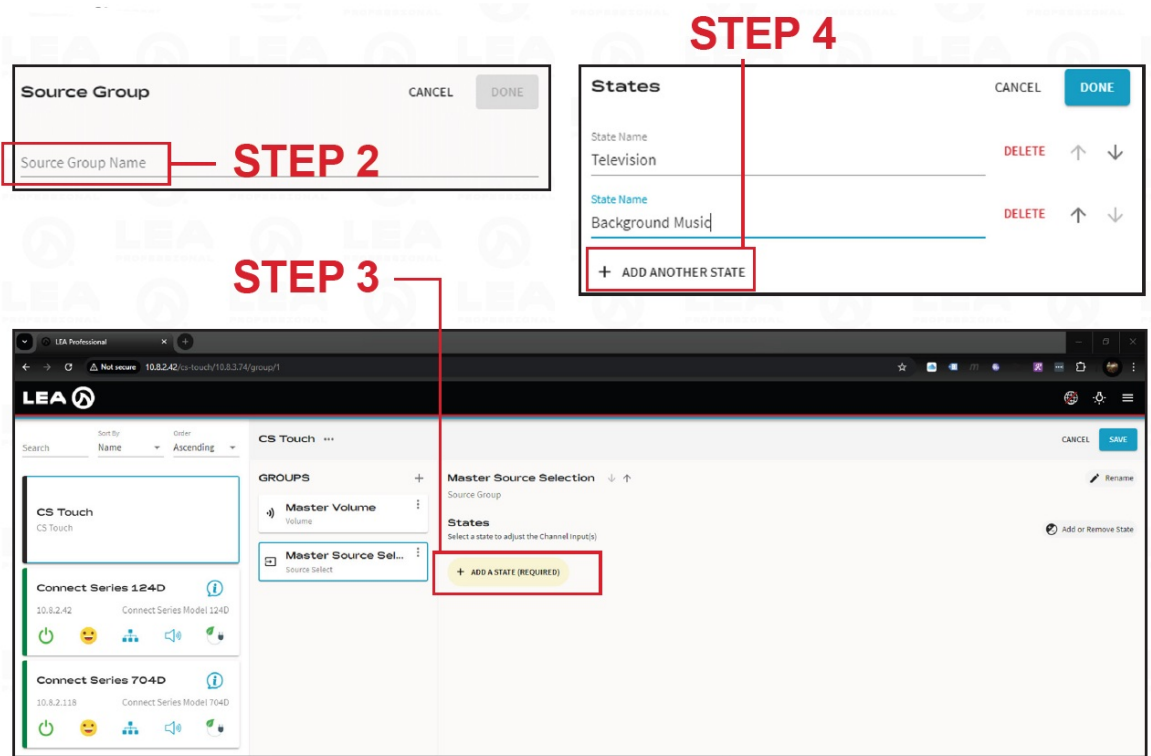 STEP 4
Source Group CANCEL DONE
Source Group Name
STEP 2
States CANCEL DONE
State Name
Television DELETE
State Name
Background Music DELETE
+ ADD ANOTHER STATE
STEP 3
LEA Professional
Not secure 10.8.2.42/cs-touch/10.8.3.74/group/1
LEA
Search
Sort By
Name
Order
Ascending
CS Touch ...
CANCEL SAVE
CS Touch
CS Touch
Connect Series 124D
10.8.2.42 Connect Series Model 124D
Connect Series 704D
10.8.2.118 Connect Series Model 704D
GROUPS +
Master Volume
Volume
Master Source Sel...
Source Select
Master Source Selection
Source Group
Rename
States
Select a state to adjust the Channel Input(s)
Add or Remove State
+ ADD A STATE (REQUIRED)